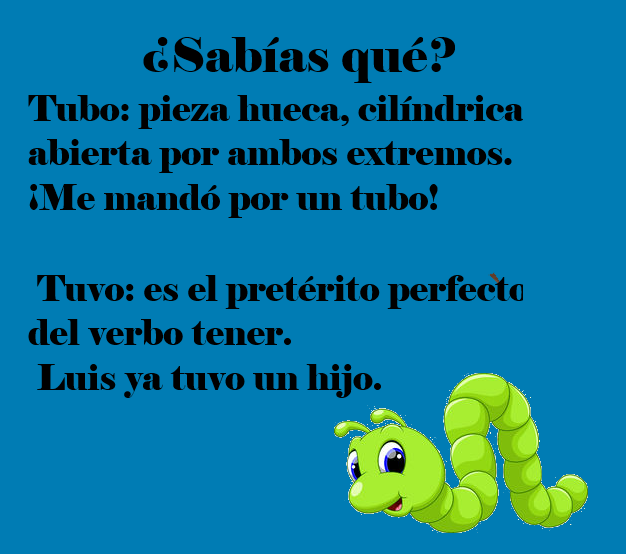 ¿Sabías qué?
Tubo: pieza hueca, cilíndrica
abierta por ambos extremos.
¡Me mandó por un tubo!
Tuvo: es el pretérito perfecto
del verbo tener.
Luis ya tuvo un hijo.